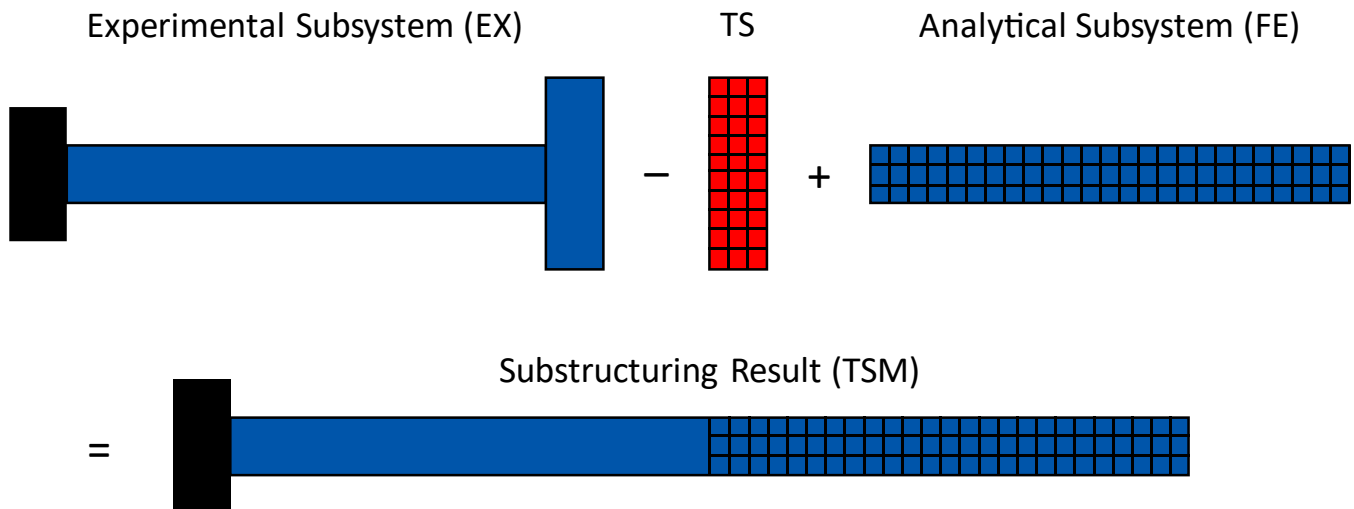 Experimental Subsystem (EX)
TS
Analytical Subsystem (FE)
−
+
Substructuring Result (TSM)
=